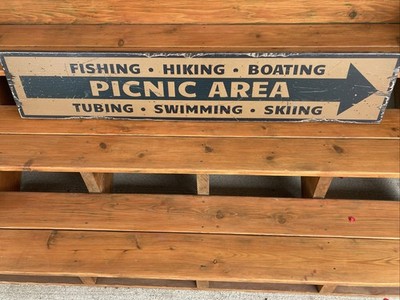 FISHING • HIKING • BOATING
PICNIC AREA
TUBING • SWIMMING • SKIING